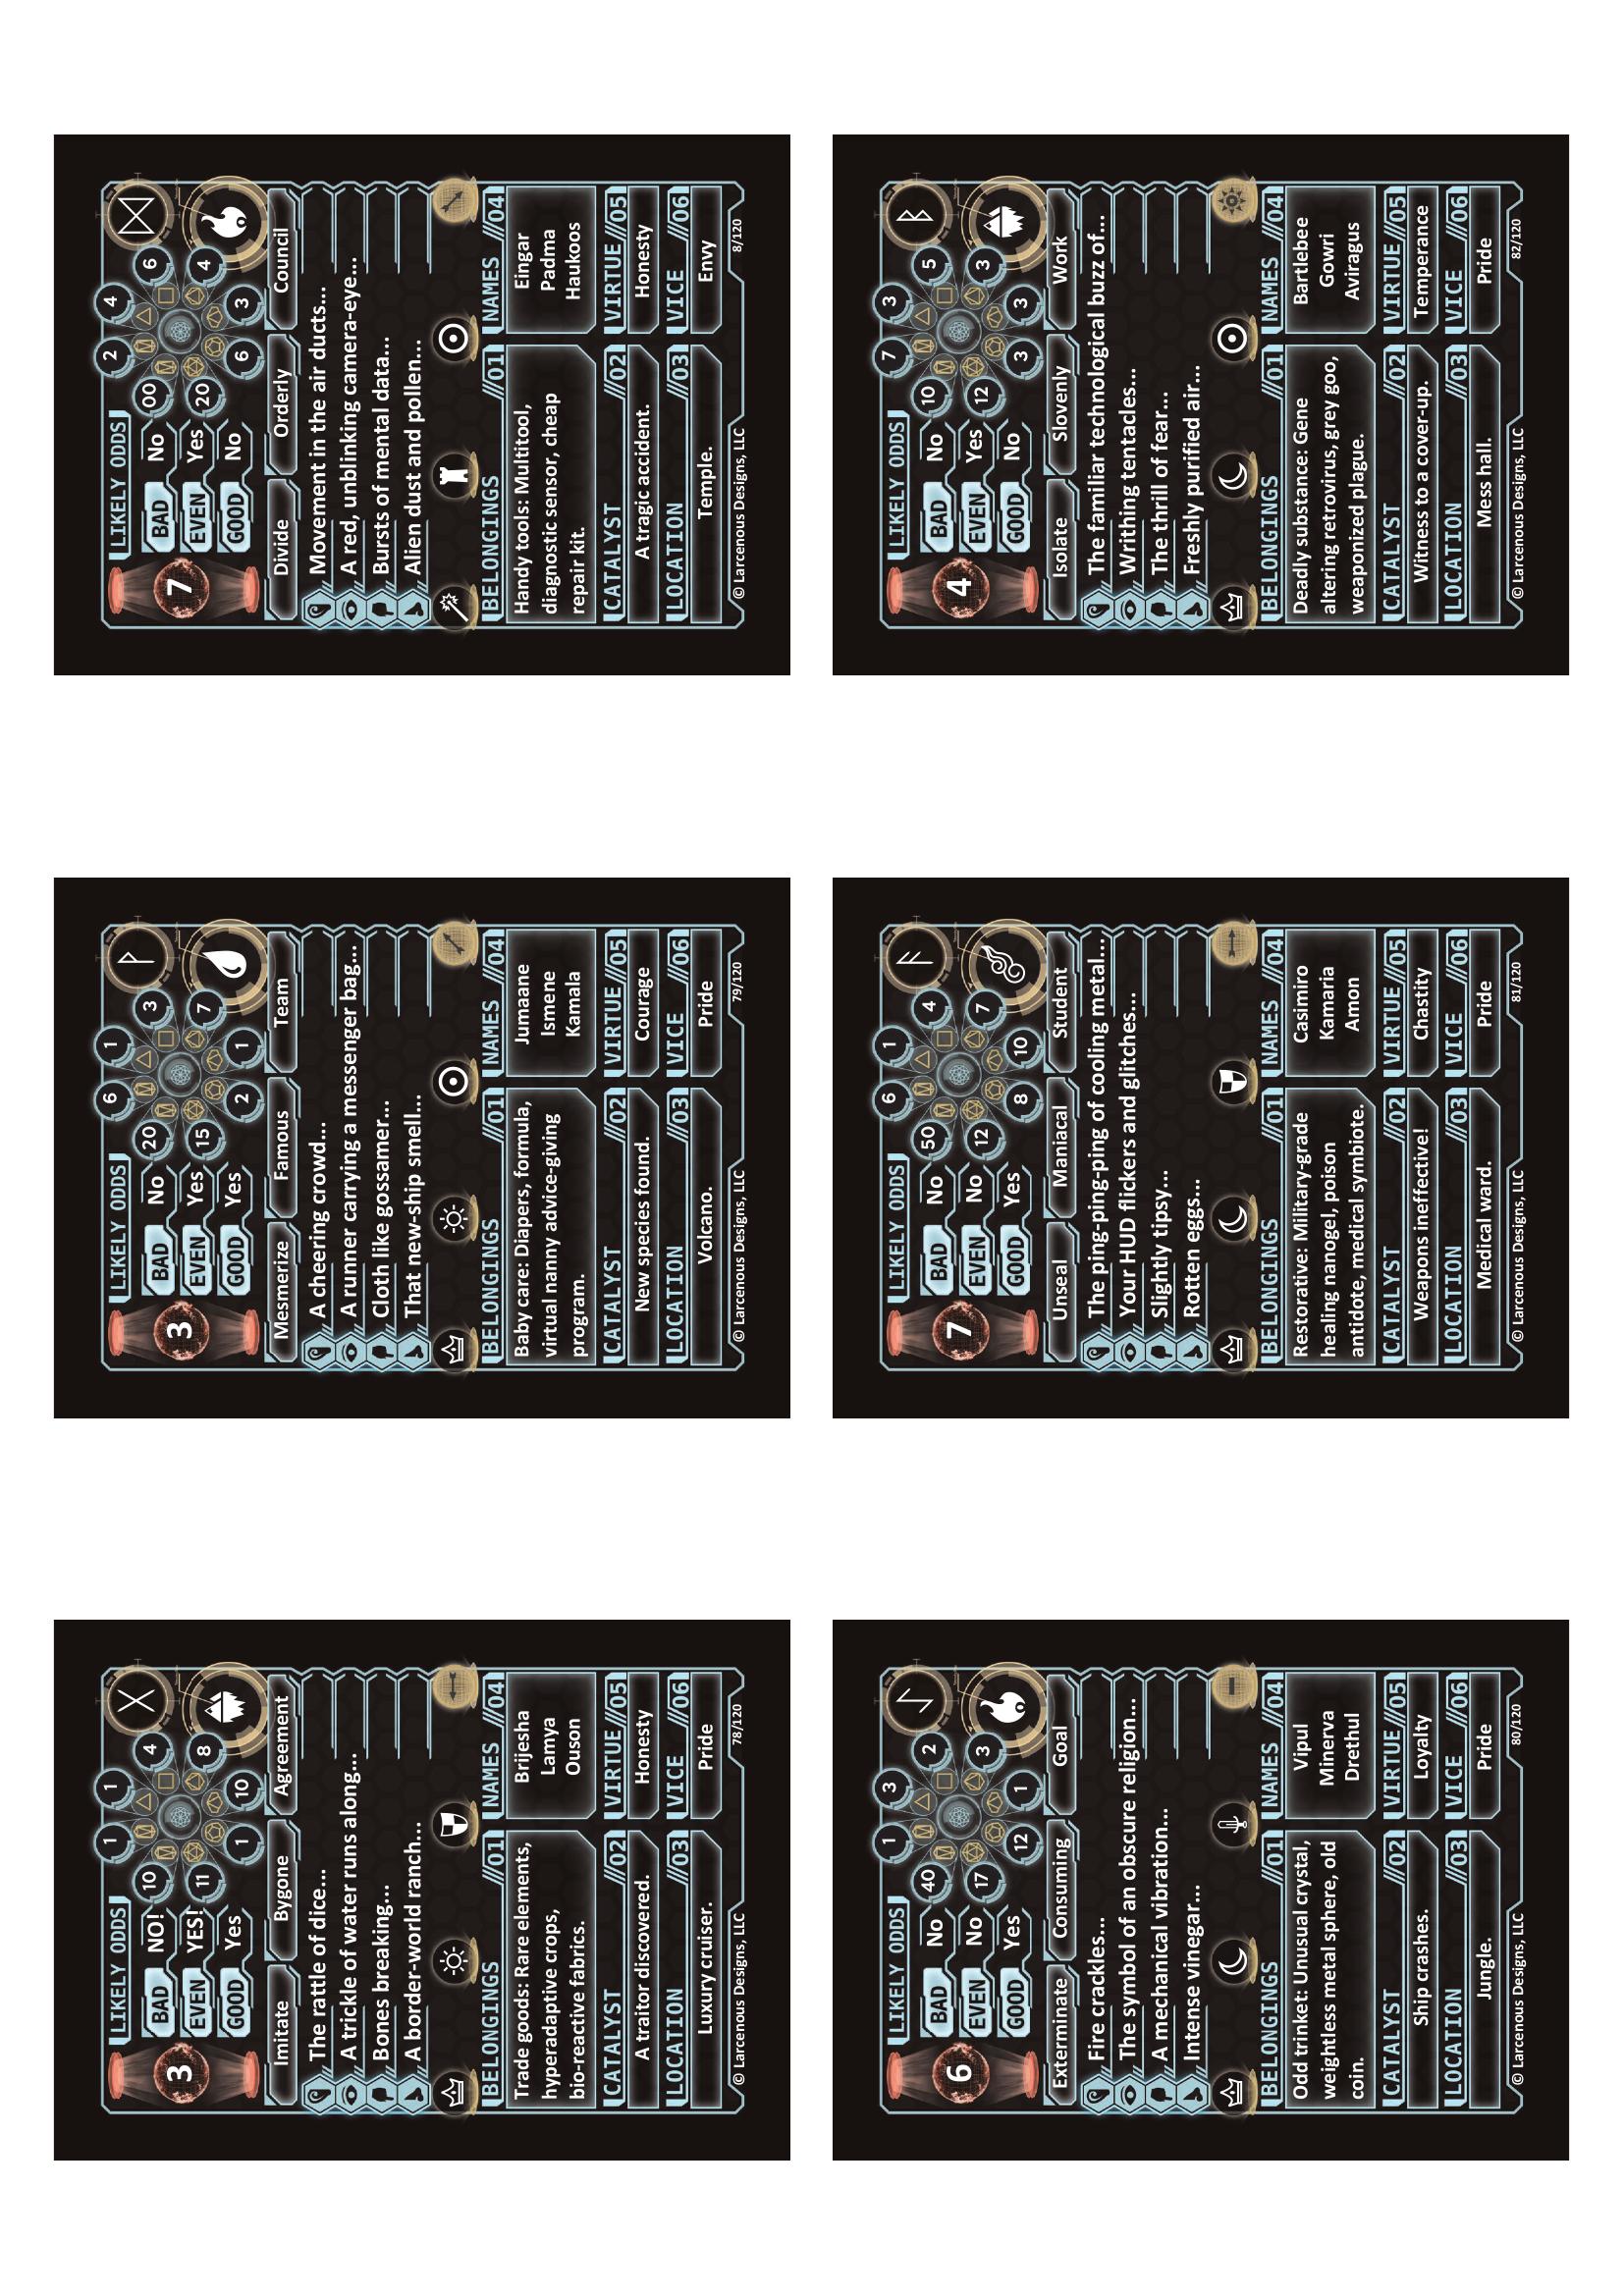 LIKELY ODDS
3
BAD NO!
EVEN YES!
GOOD Yes
10 1 1 4 8 10 1 11
Imitate Bygone Agreement
The rattle of dice...
A trickle of water runs along...
Bones breaking...
A border-world ranch...
BELONGINGS //01
Trade goods: Rare elements,
hyperadaptive crops,
bio-reactive fabrics.
CATALYST //02
A traitor discovered.
LOCATION //03
Luxury cruiser.
NAMES //04
Brijesha
Lamya
Ouson
VIRTUE //05
Honesty
VICE //06
Pride
© Larcenous Designs, LLC
78/120
LIKELY ODDS
3
BAD No
EVEN Yes
GOOD Yes
20 6 1 3 7 1 2 15
Mesmerize Famous Team
A cheering crowd...
A runner carrying a messenger bag...
Cloth like gossamer...
That new-ship smell...
BELONGINGS //01
Baby care: Diapers, formula,
virtual nanny advice-giving
program.
CATALYST //02
New species found.
LOCATION //03
Volcano.
NAMES //04
Jumaane
Ismene
Kamala
VIRTUE //05
Courage
VICE //06
Pride
© Larcenous Designs, LLC
79/120
LIKELY ODDS
7
BAD No
EVEN Yes
GOOD No
00 2 4 6 4 3 6 20
Divide Orderly Council
Movement in the air ducts...
A red, unblinking camera-eye...
Bursts of mental data...
Alien dust and pollen...
BELONGINGS //01
Handy tools: Multitool,
diagnostic sensor, cheap
repair kit.
CATALYST //02
A tragic accident.
LOCATION //03
Temple.
NAMES //04
Eingar
Padma
Haukoos
VIRTUE //05
Honesty
VICE //06
Envy
© Larcenous Designs, LLC
8/120
LIKELY ODDS
6
BAD No
EVEN No
GOOD Yes
40 1 3 2 3 1 12 17
Exterminate Consuming Goal
Fire crackles...
The symbol of an obscure religion...
A mechanical vibration...
Intense vinegar...
BELONGINGS //01
Odd trinket: Unusual crystal,
weightless metal sphere, old
coin.
CATALYST //02
Ship crashes.
LOCATION //03
Jungle.
NAMES //04
Vipul
Minerva
Drethul
VIRTUE //05
Loyalty
VICE //06
Pride
© Larcenous Designs, LLC
80/120
LIKELY ODDS
7
BAD No
EVEN No
GOOD Yes
50 6 1 4 7 10 8 12
Unseal Maniacal Student
The ping-ping-ping of cooling metal...
Your HUD flickers and glitches...
Slightly tipsy...
Rotten eggs...
BELONGINGS //01
Restorative: Military-grade
healing nanogel, poison
antidote, medical symbiote.
CATALYST //02
Weapons ineffective!
LOCATION //03
Medical ward.
NAMES //04
Casimiro
Kamaria
Amon
VIRTUE //05
Chastity
VICE //06
Pride
© Larcenous Designs, LLC
81/120
LIKELY ODDS
4
BAD No
EVEN Yes
GOOD No
10 7 3 5 3 3 3 12
Isolate Slovenly Work
The familiar technological buzz of...
Writhing tentacles...
The thrill of fear...
Freshly purified air...
BELONGINGS //01
Deadly substance: Gene
altering retrovirus, grey goo,
weaponized plague.
CATALYST //02
Witness to a cover-up.
LOCATION //03
Mess hall.
NAMES //04
Bartlebee
Gowri
Aviragus
VIRTUE //05
Temperance
VICE //06
Pride
© Larcenous Designs, LLC
82/120